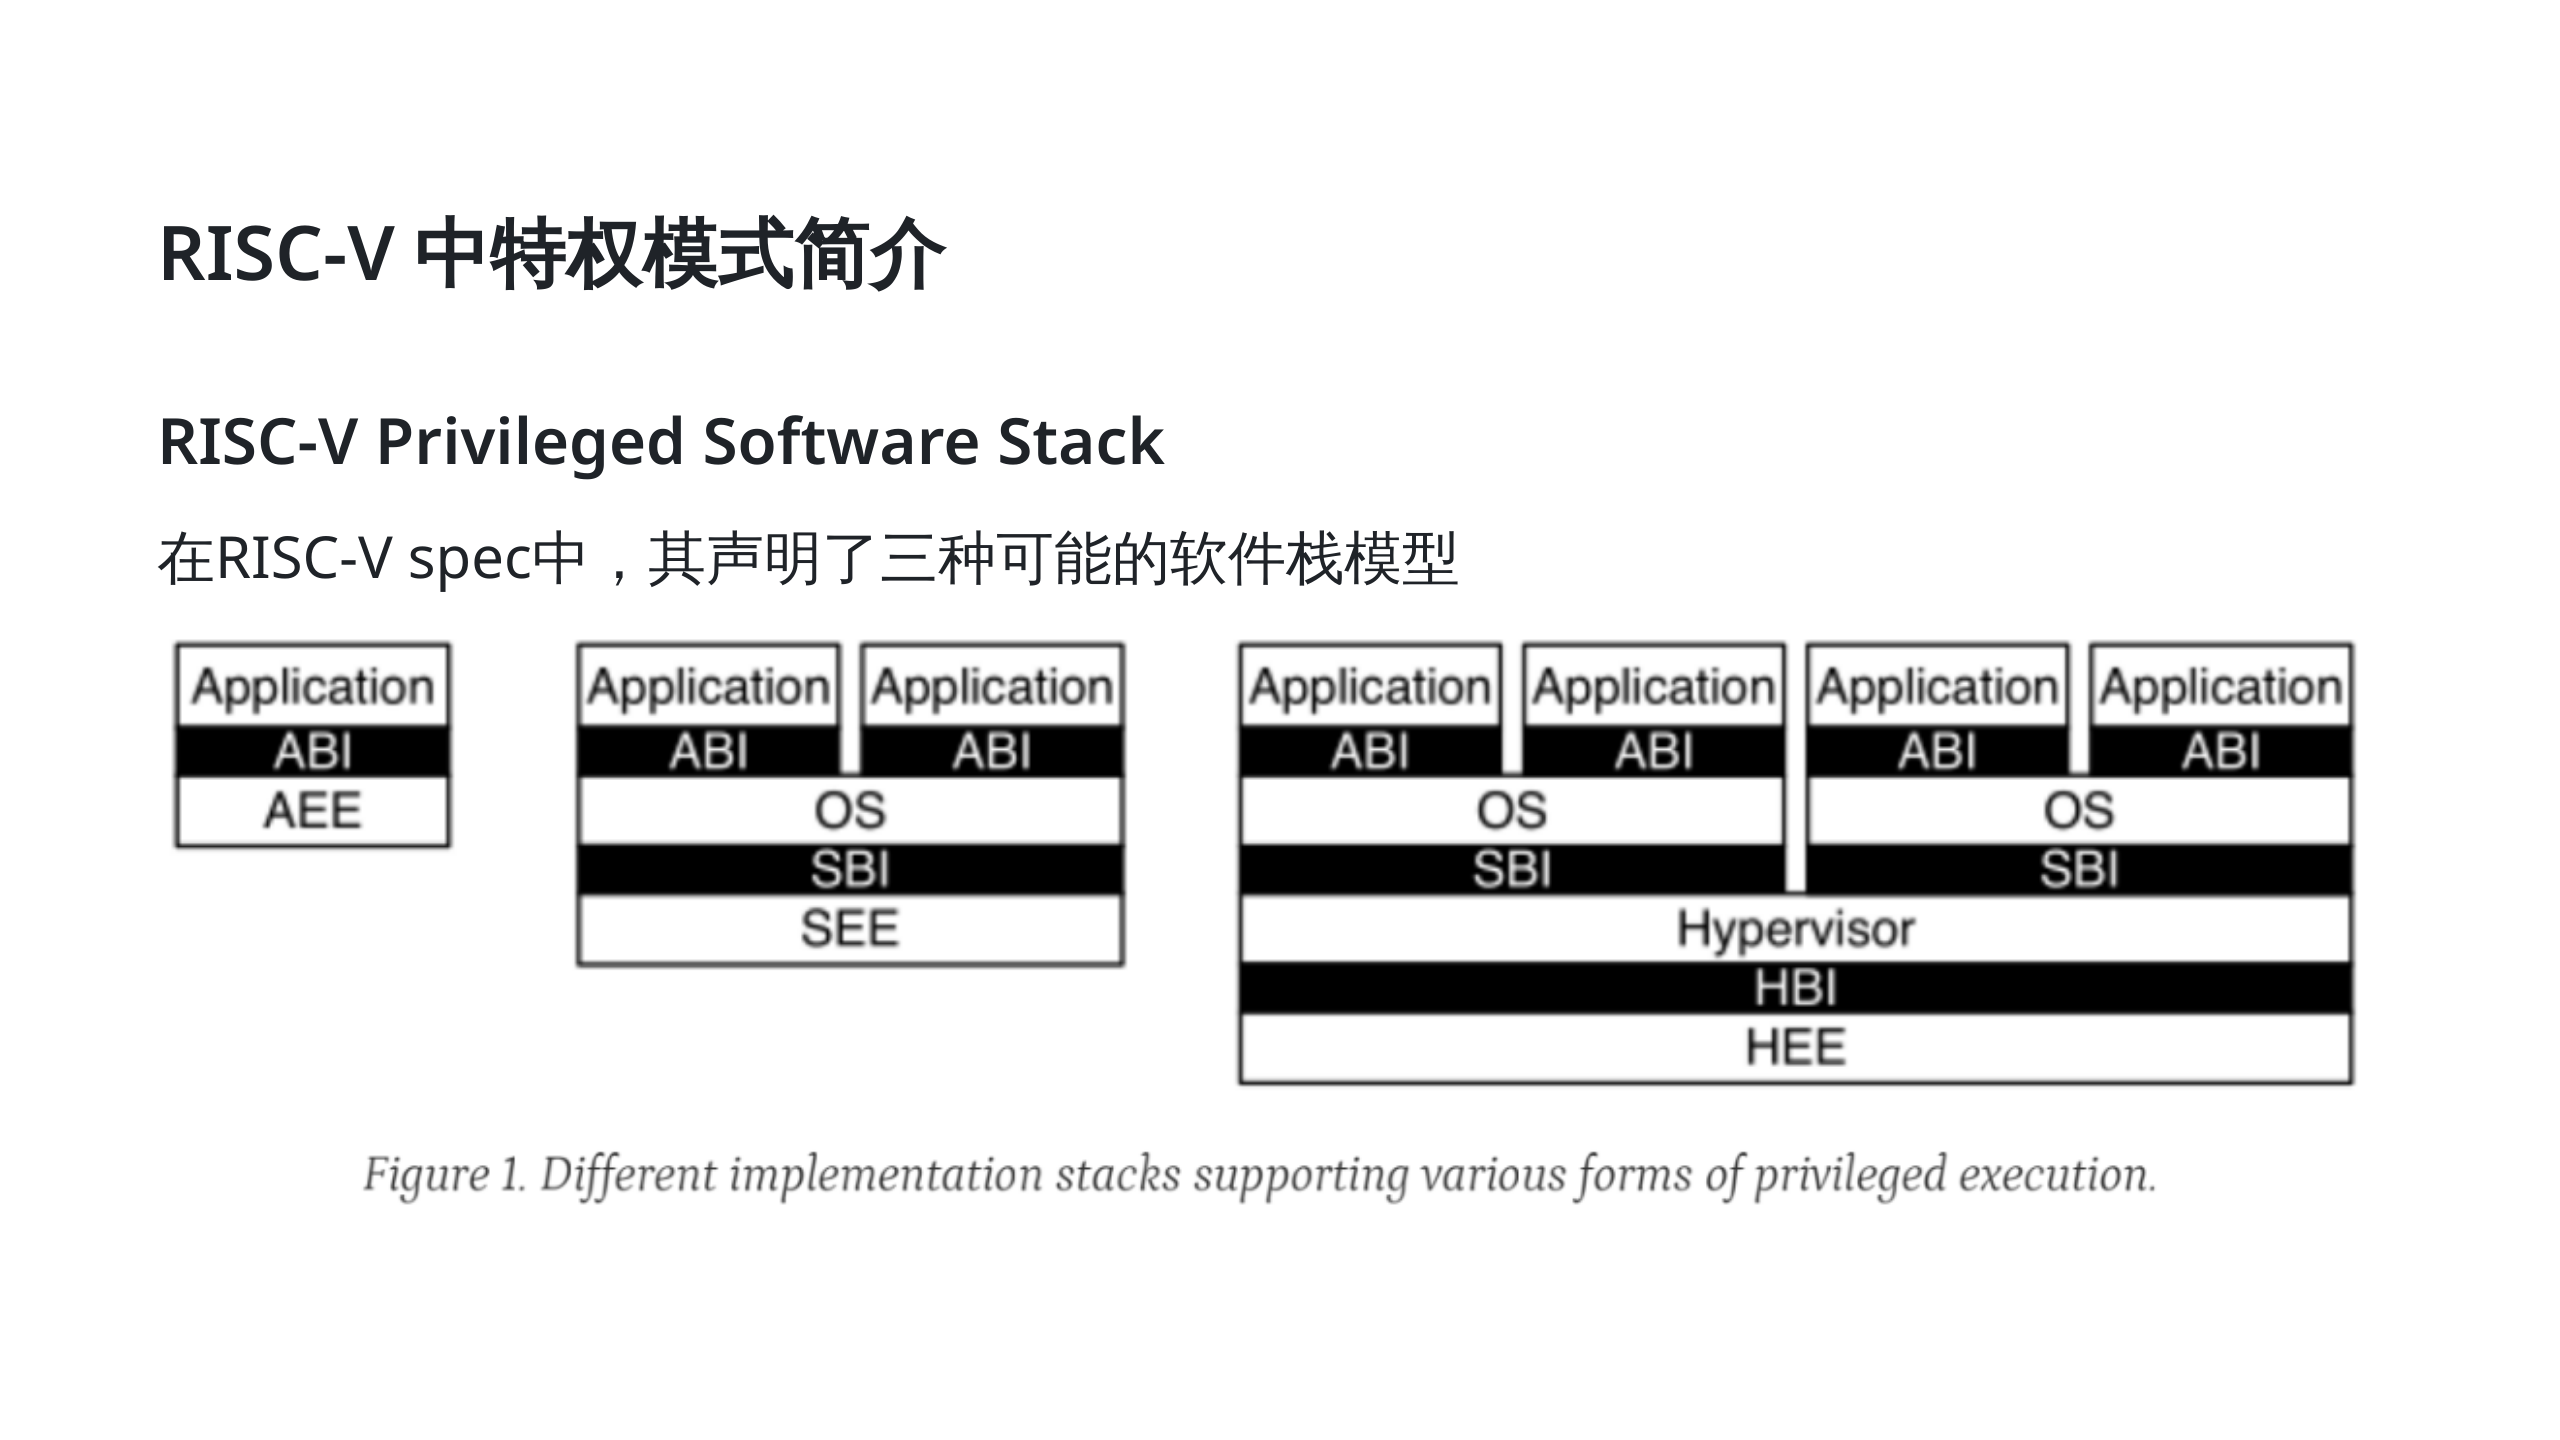 RISC-V 中特权模式简介
RISC-V Privileged Software Stack
在RISC-V spec中，其声明了三种可能的软件栈模型
Application
ABI
AEE
Application Application
ABI ABI
OS
SBI
SEE
Application Application Application Application
ABI ABI ABI ABI
OS OS
SBI SBI
Hypervisor
HBI
HEE
Figure 1. Different implementation stacks supporting various forms of privileged execution.